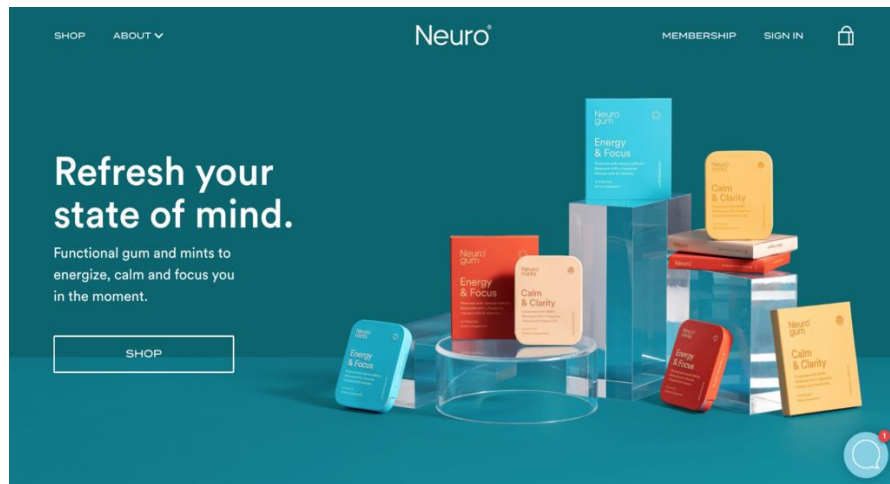 SHOP
ABOUT
Neuro®
MEMBERSHIP
SIGN IN
Refresh your
state of mind.
Functional gum and mints to
energize, calm and focus you
in the moment.
SHOP
Neuro
gum
Energy
& Focus
Neuro
mints
Calm
& Clarity
Neuro
Neuro
gum
Energy
& Focus
Neuro
mints
Calm
& Clarity
Neuro
mints
Energy
& Focus
Neuro
mints
Energy
& Focus
Neuro
gum
Calm
& Clarity
1